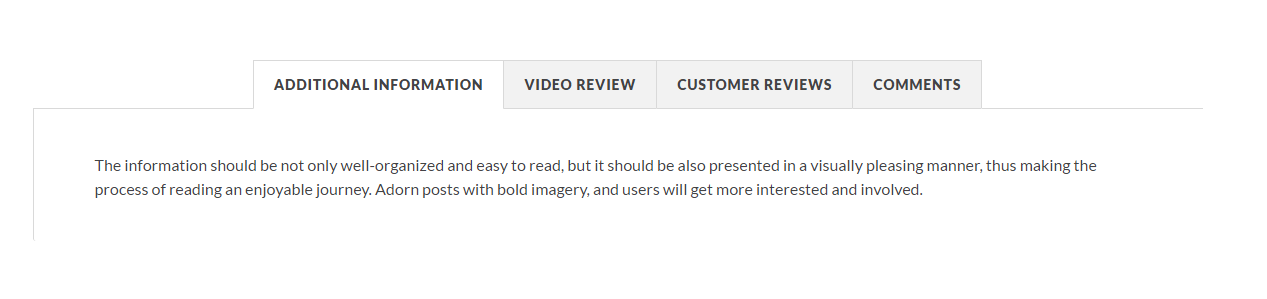 ADDITIONAL INFORMATION VIDEO REVIEW CUSTOMER REVIEWS COMMENTS
The information should be not only well-organized and easy to read, but it should be also presented in a visually pleasing manner, thus making the
process of reading an enjoyable journey. Adorn posts with bold imagery, and users will get more interested and involved.